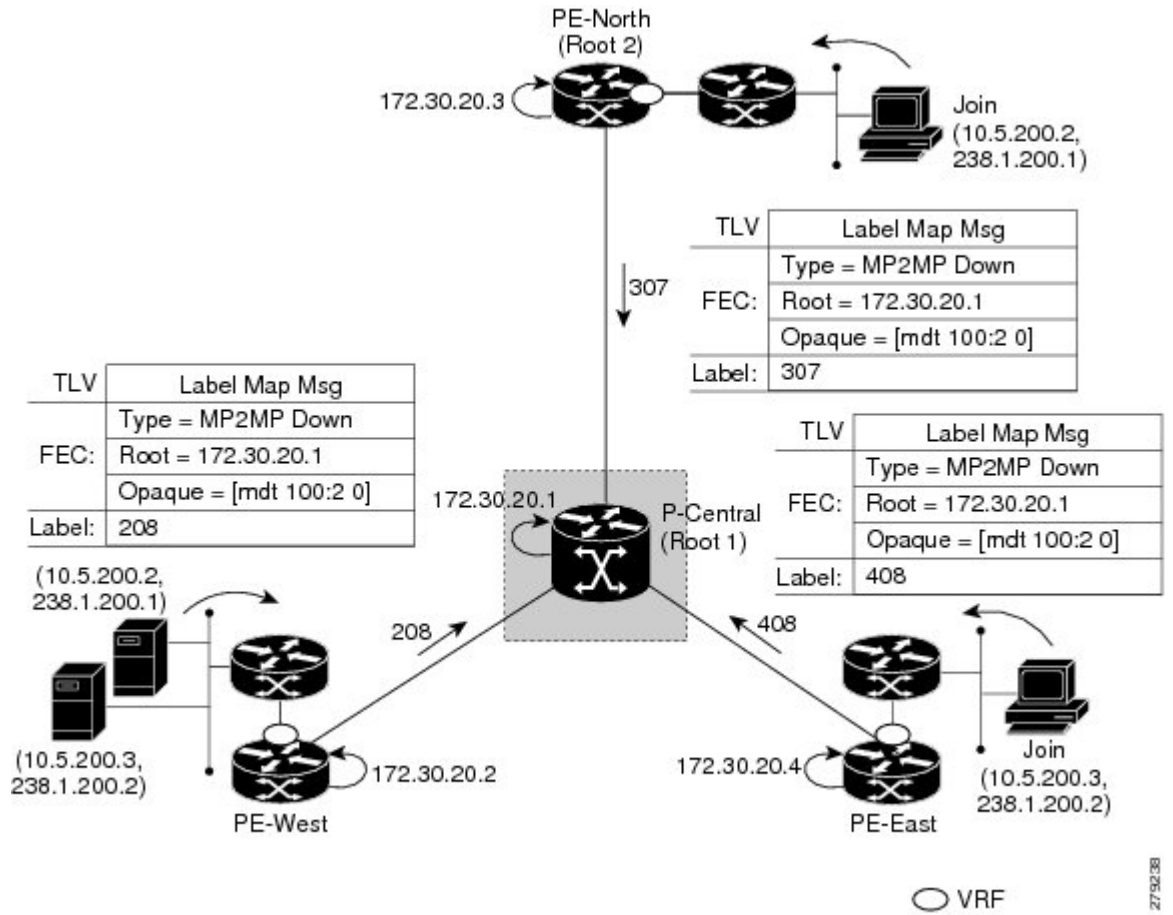 PE-North
(Root 2)
172.30.20.3
Join
(10.5.200.2,
238.1.200.1)
307
TLV Label Map Msg
Type = MP2MP Down
FEC: Root = 172.30.20.1
Opaque = [mdt 100:2 0]
Label: 307
TLV Label Map Msg
Type = MP2MP Down
FEC: Root = 172.30.20.1
Opaque = [mdt 100:2 0]
Label: 208
TLV Label Map Msg
Type = MP2MP Down
FEC: Root = 172.30.20.1
Opaque = [mdt 100:2 0]
Label: 408
172.30.20.1
P-Central
(Root 1)
(10.5.200.2,
238.1.200.1)
208
408
(10.5.200.3,
238.1.200.2)
172.30.20.2
PE-West
172.30.20.4
PE-East
Join
(10.5.200.3,
238.1.200.2)
VRF
279238